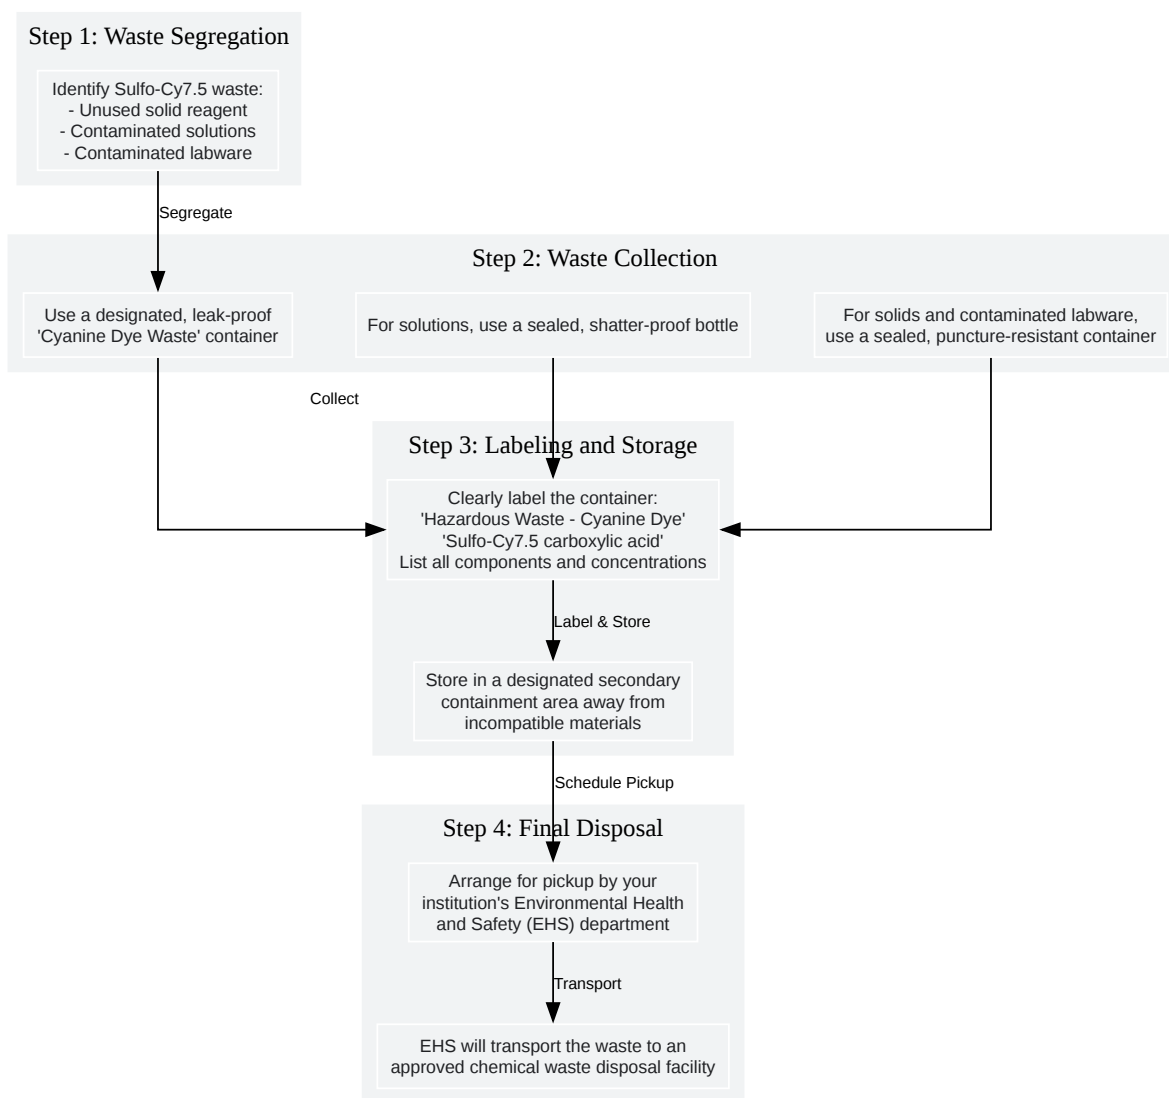 Step 1: Waste Segregation
Identify Sulfo-Cy7.5 waste:
- Unused solid reagent
- Contaminated solutions
- Contaminated labware
Segregate
Step 2: Waste Collection
Use a designated, leak-proof
'Cyanine Dye Waste' container
For solutions, use a sealed, shatter-proof bottle
For solids and contaminated labware,
use a sealed, puncture-resistant container
Collect
Step 3: Labeling and Storage
Clearly label the container:
'Hazardous Waste - Cyanine Dye'
'Sulfo-Cy7.5 carboxylic acid'
List all components and concentrations
Label & Store
Store in a designated secondary
containment area away from
incompatible materials
Schedule Pickup
Step 4: Final Disposal
Arrange for pickup by your
institution's Environmental Health
and Safety (EHS) department
Transport
EHS will transport the waste to an
approved chemical waste disposal facility